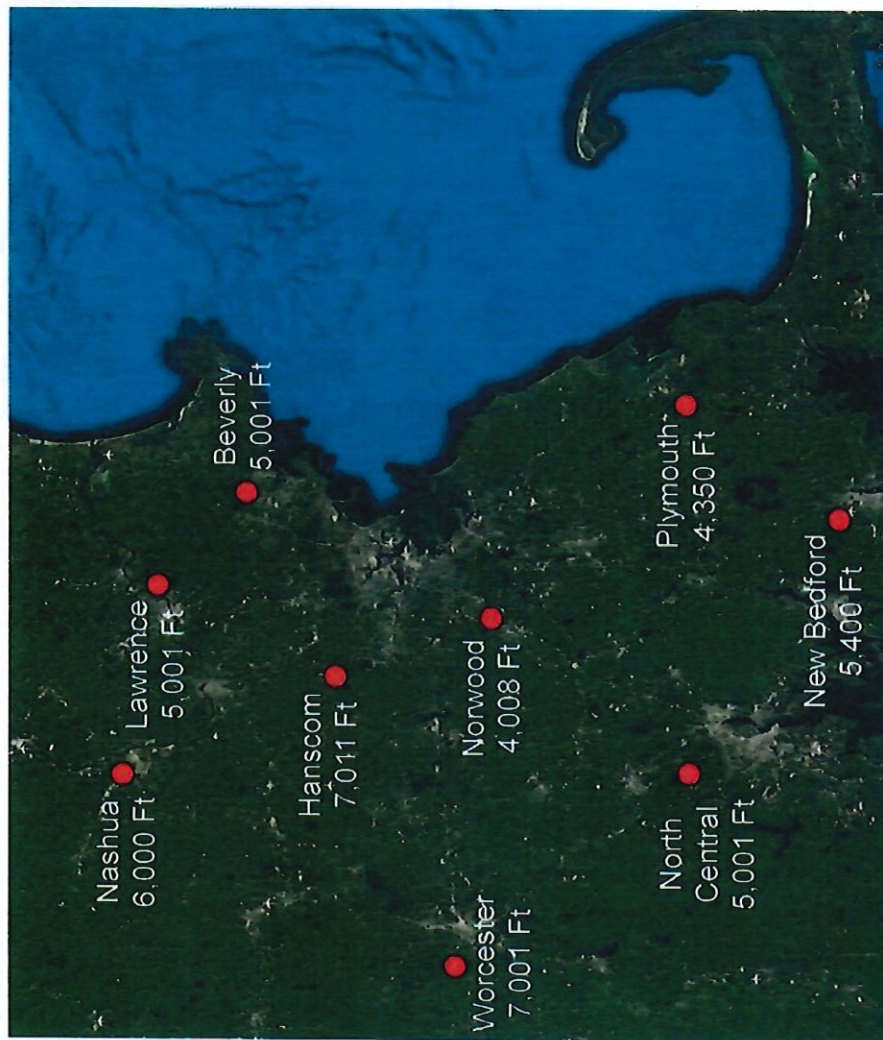 Nashua
6,000 Ft
Lawrence
5,001 Ft
Beverly
5,001 Ft
Hanscom
7,011 Ft
Worcester
7,001 Ft
Norwood
4,008 Ft
North
Central
5,001 Ft
Plymouth
4,350 Ft
New Bedford
5,400 Ft